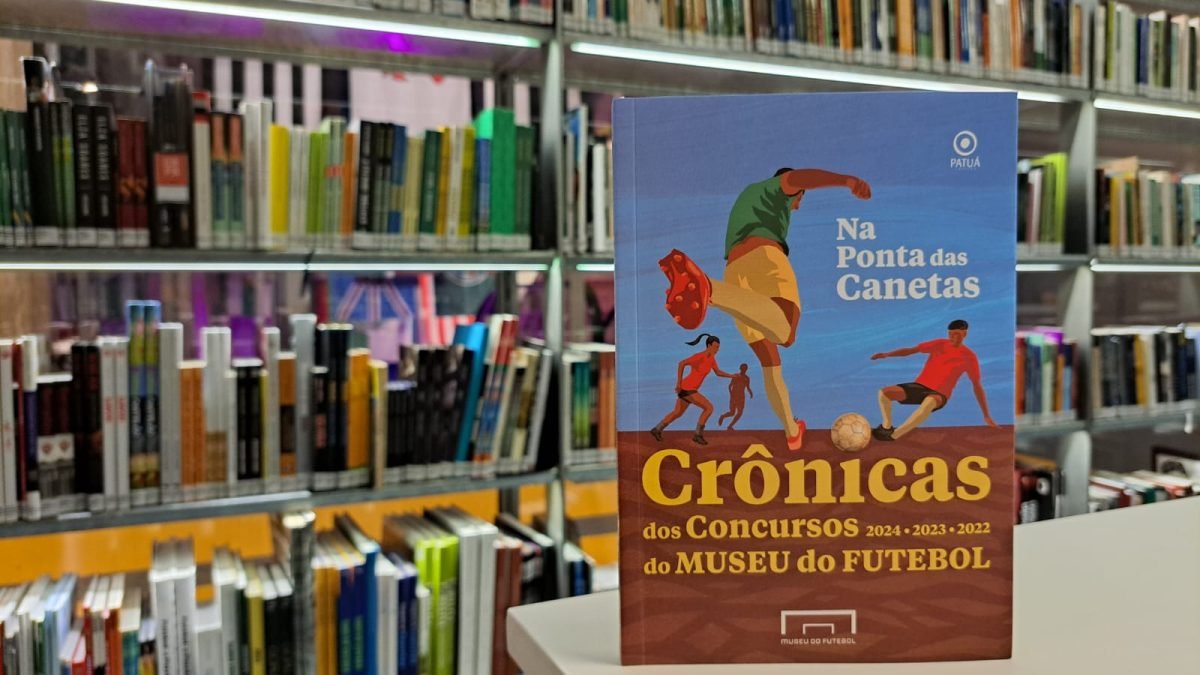 PATUÁ
Na
Ponta das
Canetas
Crônicas
dos Concursos 2024 • 2023 • 2022
do MUSEU do FUTEBOL
MUSEU DO FUTEBOL